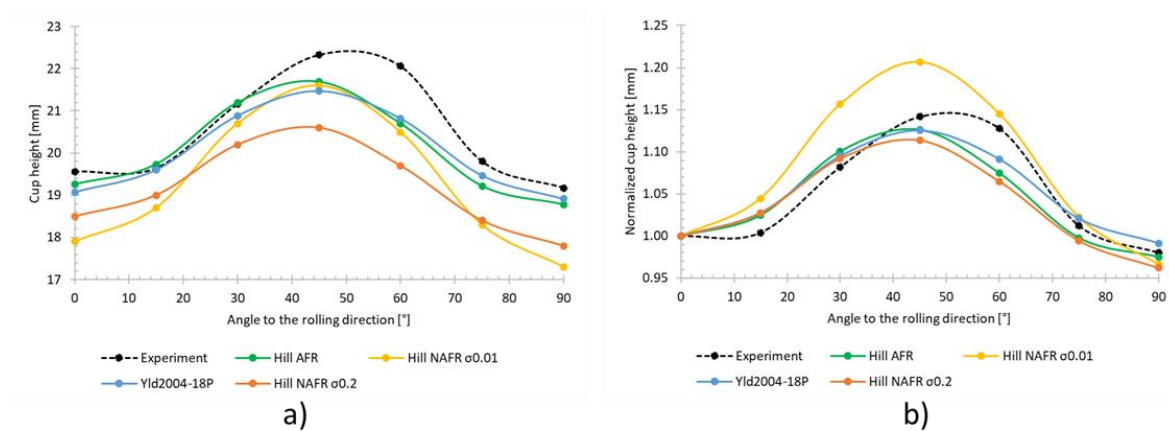 Cup height [mm]
23
22
21
20
19
18
17
0 10 20 30 40 50 60 70 80 90
Angle to the rolling direction [°]
Experiment Hill AFR Hill NAFR σ0.01
Yld2004-18P Hill NAFR σ0.2
a)
Normalized cup height [mm]
1.25
1.20
1.15
1.10
1.05
1.00
0.95
0 10 20 30 40 50 60 70 80 90
Angle to the rolling direction [°]
Experiment Hill AFR Hill NAFR σ0.01
Yld2004-18P Hill NAFR σ0.2
b)